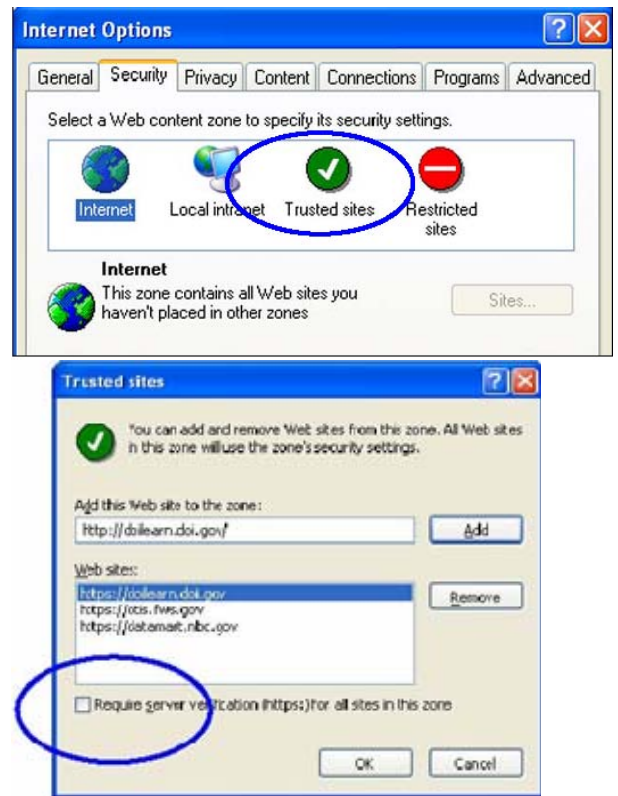 Internet Options
General Security Privacy Content Connections Programs Advanced
Select a Web content zone to specify its security settings.
Internet Local intranet Trusted sites Restricted sites
Internet
This zone contains all Web sites you
haven't placed in other zones
Sites...
Trusted sites
You can add and remove Web sites from this zone. All Web sites
in this zone will use the zone's security settings.
Add this Web site to the zone:
http://doilearn.doi.gov/
Add
Web sites:
https://doilearn.doi.gov
https://otis.fws.gov
https://datamart.nbc.gov
Remove
Require server verification (https:) for all sites in this zone
OK Cancel